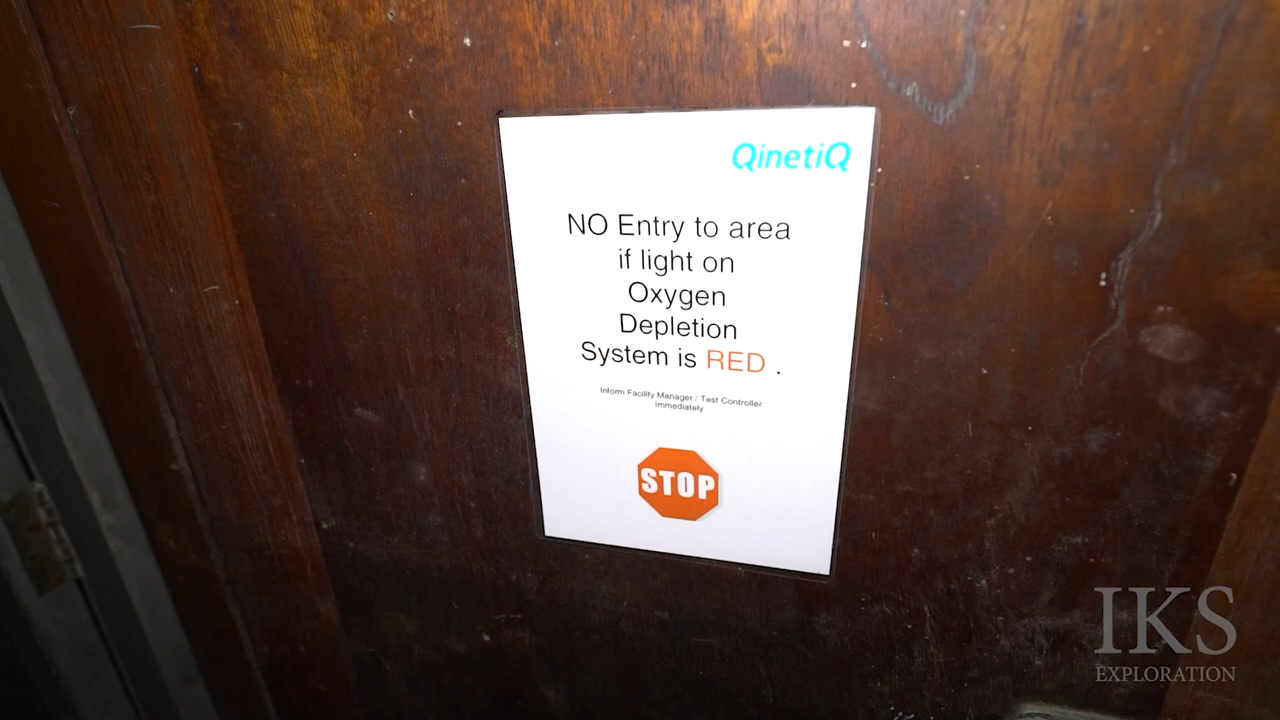 QinetiQ
NO Entry to area
if light on
Oxygen
Depletion
System is RED .
Inform Facility Manager / Test Controller
Immediately
STOP
IKS
EXPLORATION